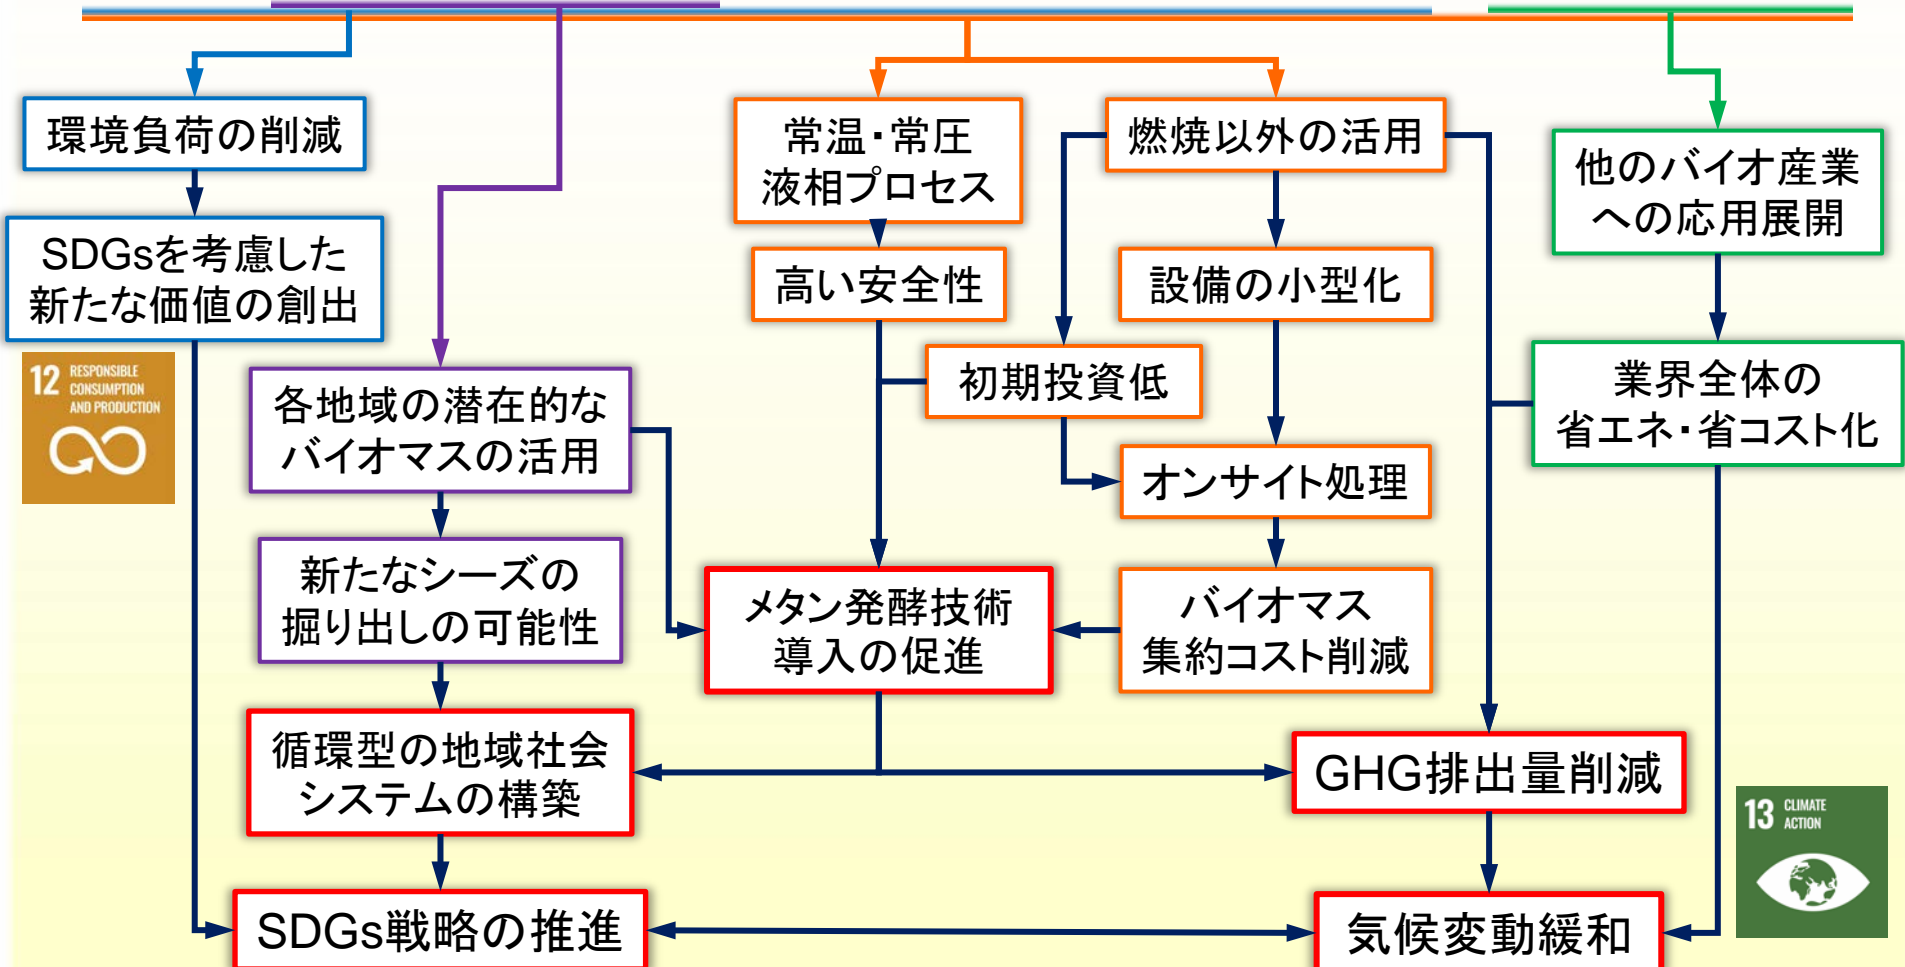 環境負荷の削減
SDGsを考慮した
新たな価値の創出
12 RESPONSIBLE
CONSUMPTION
AND PRODUCTION
各地域の潜在的な
バイオマスの活用
新たなシーズの
掘り出しの可能性
循環型の地域社会
システムの構築
SDGs戦略の推進
常温・常圧
液相プロセス
高い安全性
燃焼以外の活用
設備の小型化
初期投資低
オンサイト処理
バイオマス
集約コスト削減
メタン発酵技術
導入の促進
他のバイオ産業
への応用展開
業界全体の
省エネ・省コスト化
GHG排出量削減
13 CLIMATE
ACTION
気候変動緩和